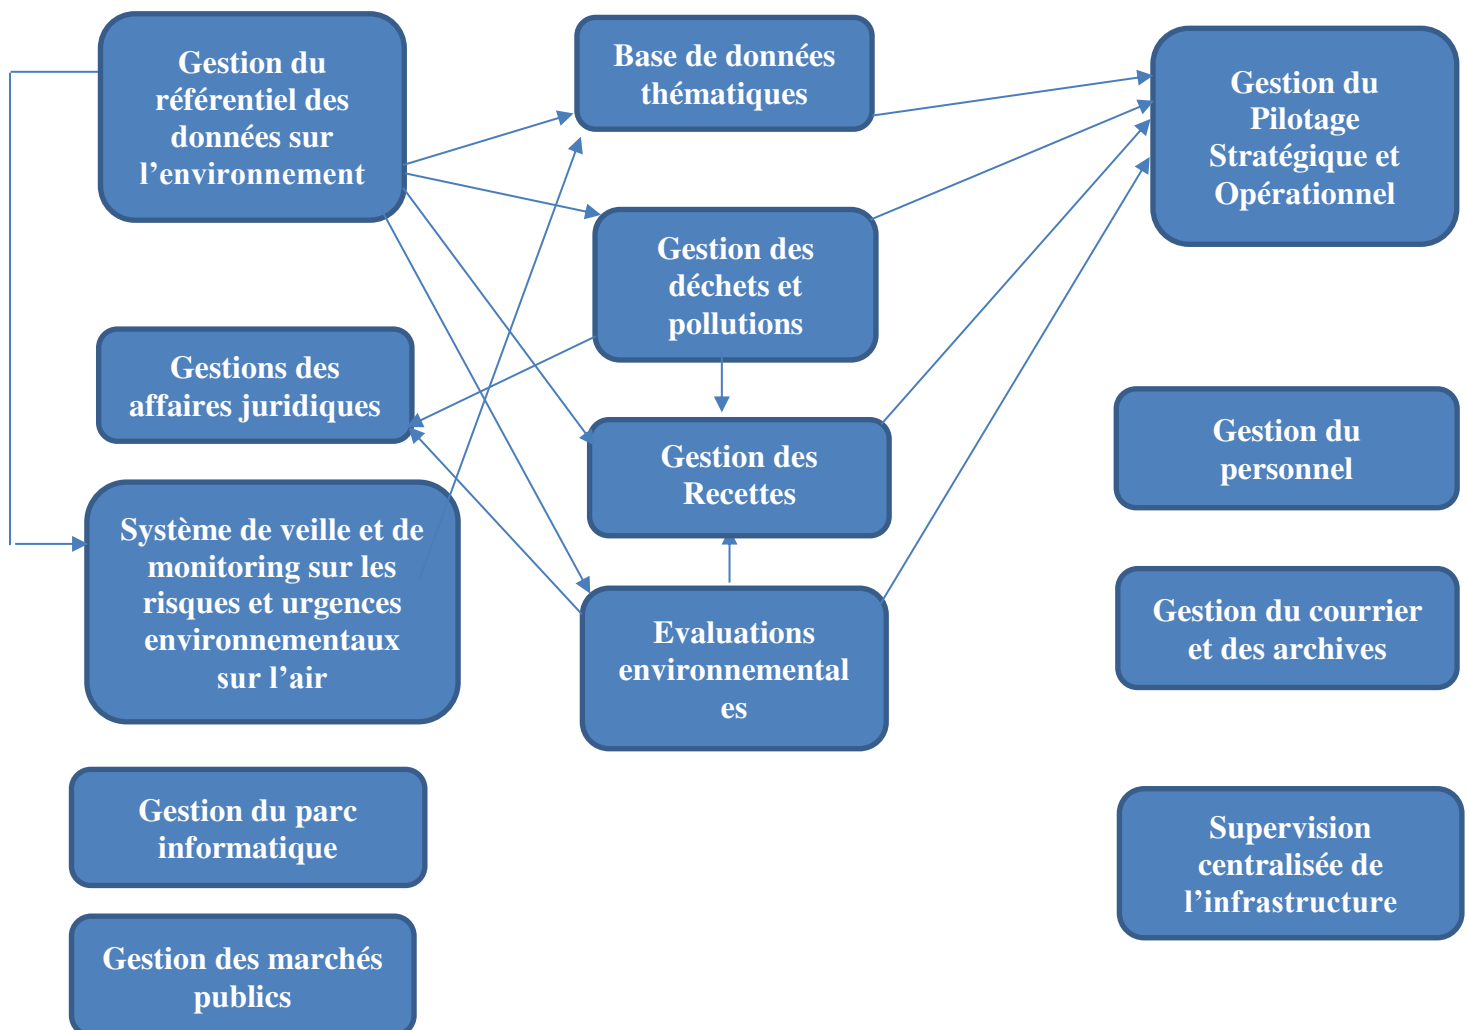 Gestion du
référentiel des
données sur
l’environnement
Base de données
thématiques
Gestion du
Pilotage
Stratégique et
Opérationnel
Gestion des
déchets et
pollutions
Gestions des
affaires juridiques
Gestion du
personnel
Gestion des
Recettes
Système de veille et de
monitoring sur les
risques et urgences
environnementaux
sur l’air
Evaluations
environnemental
es
Gestion du courrier
et des archives
Gestion du parc
informatique
Supervision
centralisée de
l’infrastructure
Gestion des marchés
publics